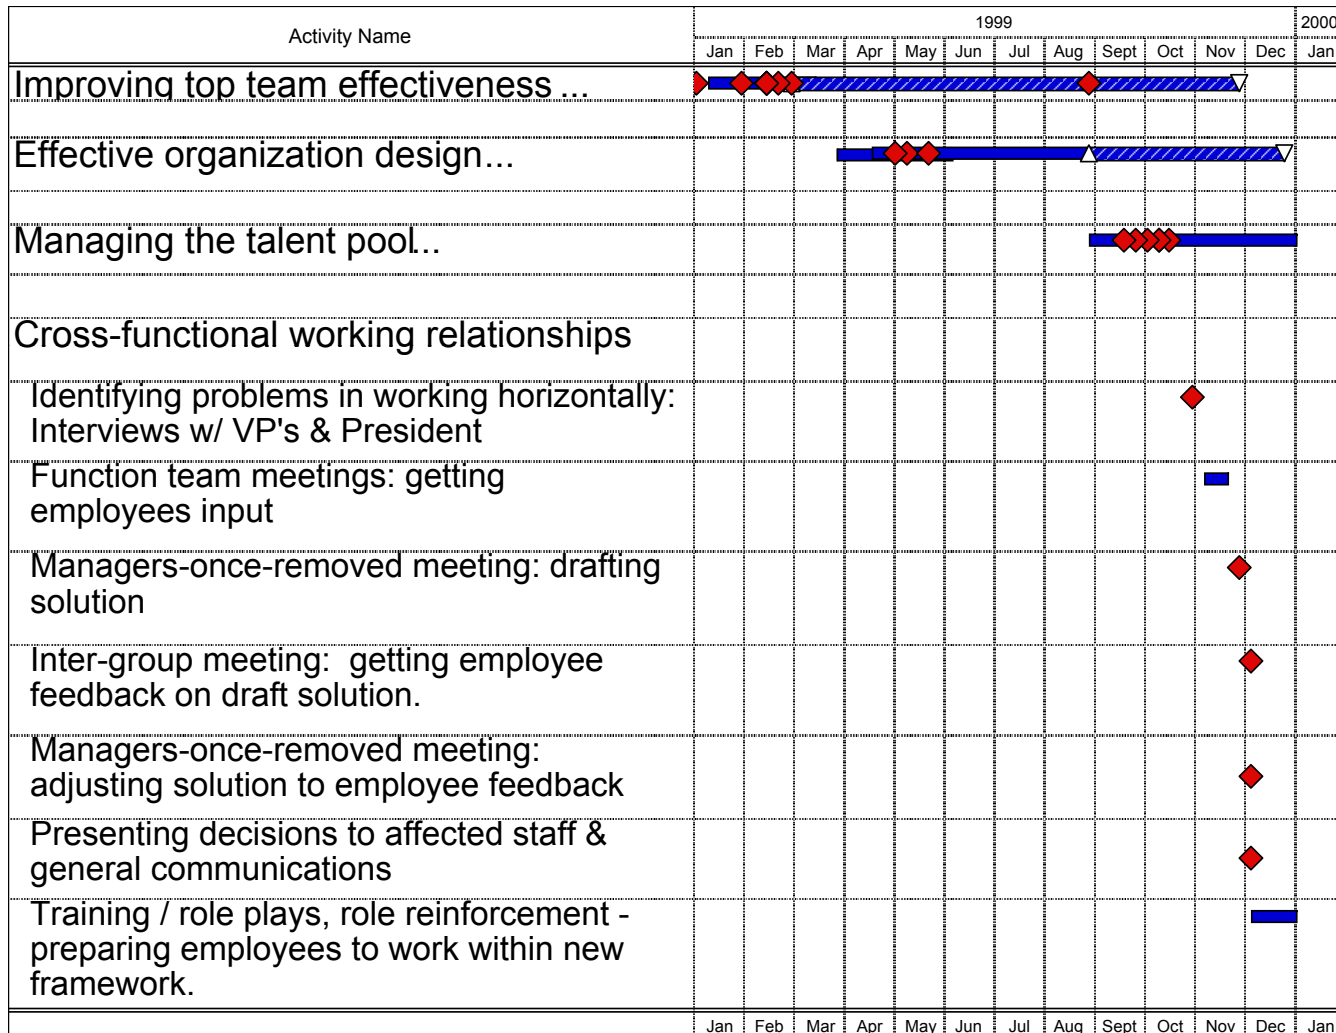 Activity Name
1999
2000
Jan Feb Mar Apr May Jun Jul Aug Sept Oct Nov Dec Jan
Improving top team effectiveness ...
Effective organization design...
Managing the talent pool...
Cross-functional working relationships
Identifying problems in working horizontally:
Interviews w/ VP's & President
Function team meetings: getting
employees input
Managers-once-removed meeting: drafting
solution
Inter-group meeting:  getting employee
feedback on draft solution.
Managers-once-removed meeting:
adjusting solution to employee feedback
Presenting decisions to affected staff &
general communications
Training / role plays, role reinforcement -
preparing employees to work within new
framework.
Jan Feb Mar Apr May Jun Jul Aug Sept Oct Nov Dec Jan